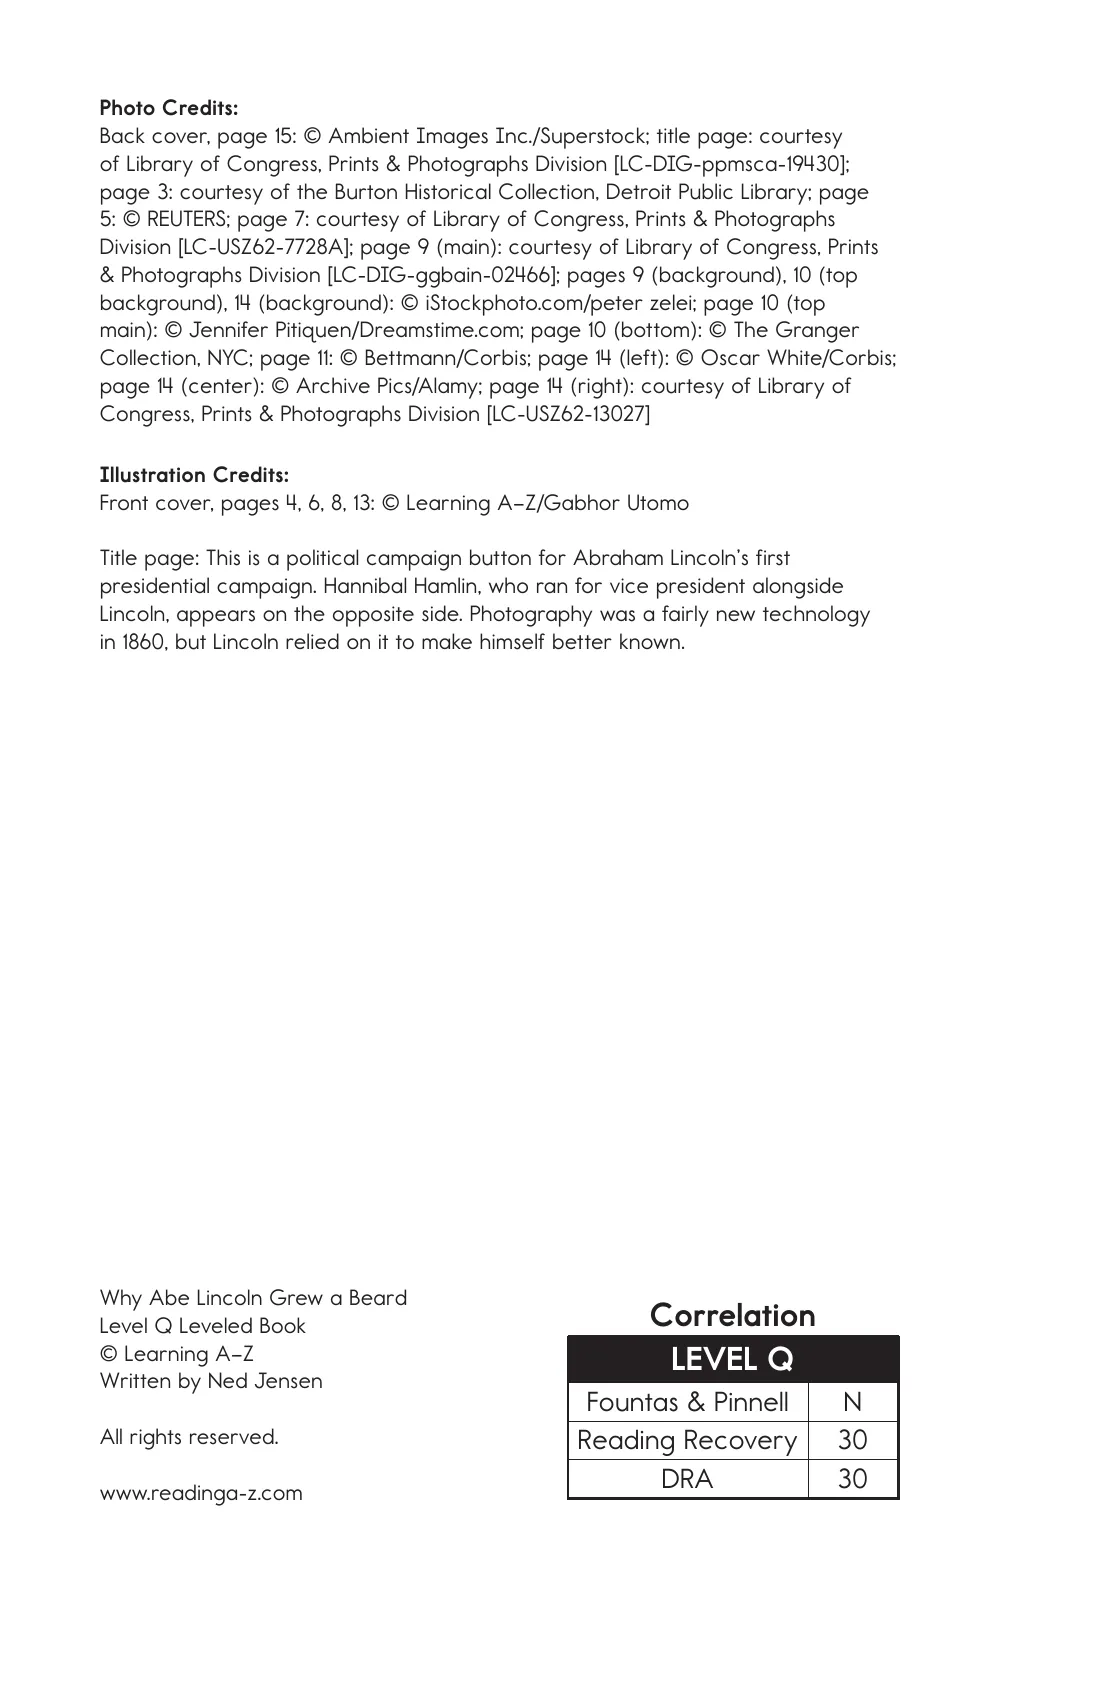 Photo Credits:
Back cover, page 15: © Ambient Images Inc./Superstock; title page: courtesy
of Library of Congress, Prints & Photographs Division [LC-DIG-ppmsca-19430];
page 3: courtesy of the Burton Historical Collection, Detroit Public Library; page
5: © REUTERS; page 7: courtesy of Library of Congress, Prints & Photographs
Division [LC-USZ62-7728A]; page 9 (main): courtesy of Library of Congress, Prints
& Photographs Division [LC-DIG-ggbain-02466]; pages 9 (background), 10 (top
background), 14 (background): © iStockphoto.com/peter zelei; page 10 (top
main): © Jennifer Pitiquen/Dreamstime.com; page 10 (bottom): © The Granger
Collection, NYC; page 11: © Bettmann/Corbis; page 14 (left): © Oscar White/Corbis;
page 14 (center): © Archive Pics/Alamy; page 14 (right): courtesy of Library of
Congress, Prints & Photographs Division [LC-USZ62-13027]
Illustration Credits:
Front cover, pages 4, 6, 8, 13: © Learning A–Z/Gabhor Utomo
Title page: This is a political campaign button for Abraham Lincoln's first
presidential campaign. Hannibal Hamlin, who ran for vice president alongside
Lincoln, appears on the opposite side. Photography was a fairly new technology
in 1860, but Lincoln relied on it to make himself better known.
Why Abe Lincoln Grew a Beard
Level Q Leveled Book
© Learning A–Z
Written by Ned Jensen
All rights reserved.
www.readinga-z.com
Correlation
LEVEL Q
Fountas & Pinnell N
Reading Recovery 30
DRA 30